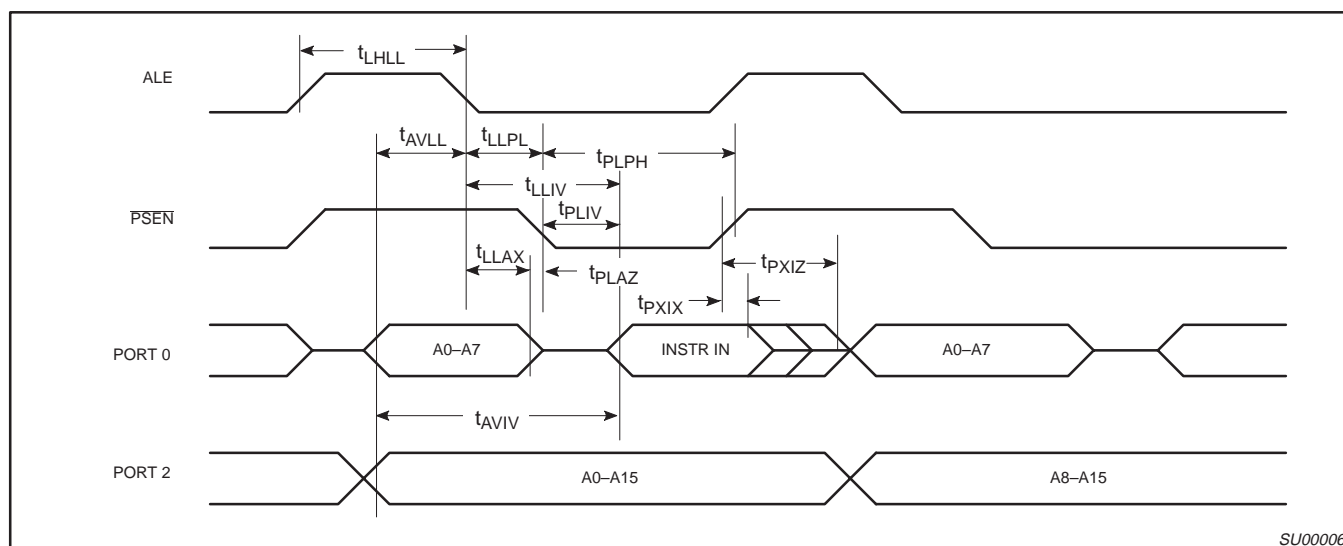 tLHLL
ALE
tAVLL
tLLPL
tPLPH
tLLIV
PSEN
tPLIV
tLLAX
tPLAZ
tPXIZ
tPXIX
PORT 0
A0–A7
INSTR IN
A0–A7
tAVIV
PORT 2
A0–A15
A8–A15
SU00006